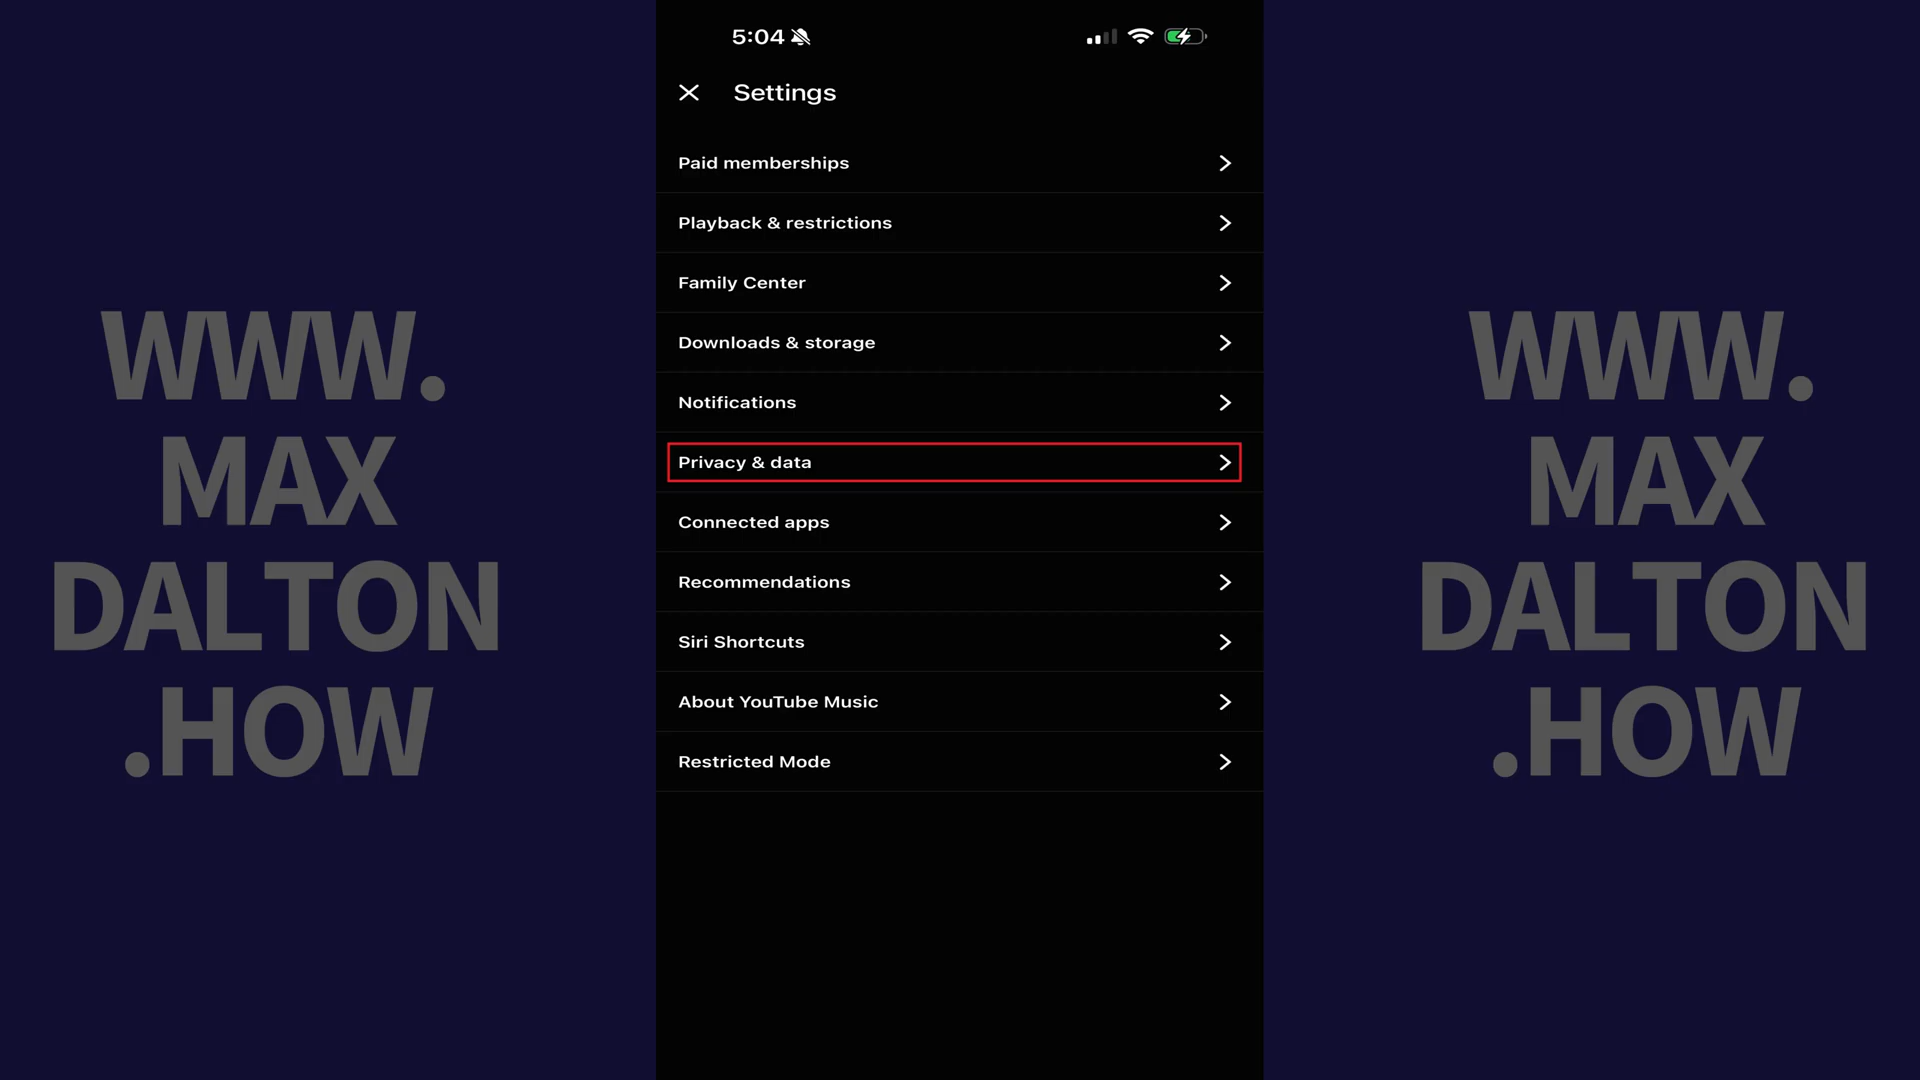 5:04
Settings
Paid memberships
Playback & restrictions
Family Center
Downloads & storage
Notifications
Privacy & data
Connected apps
Recommendations
Siri Shortcuts
About YouTube Music
Restricted Mode
WWW.
MAX
DALTON
.HOW
WWW.
MAX
DALTON
.HOW